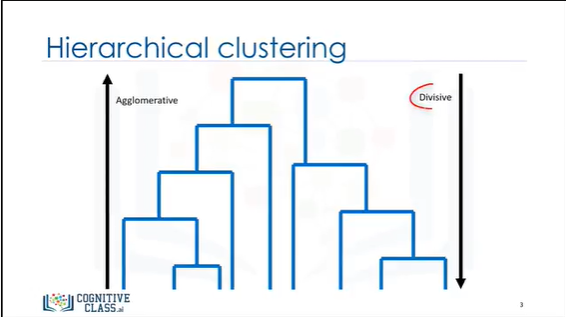 Hierarchical clustering
Agglomerative
Divisive
COGNITIVE
CLASS.ai
3